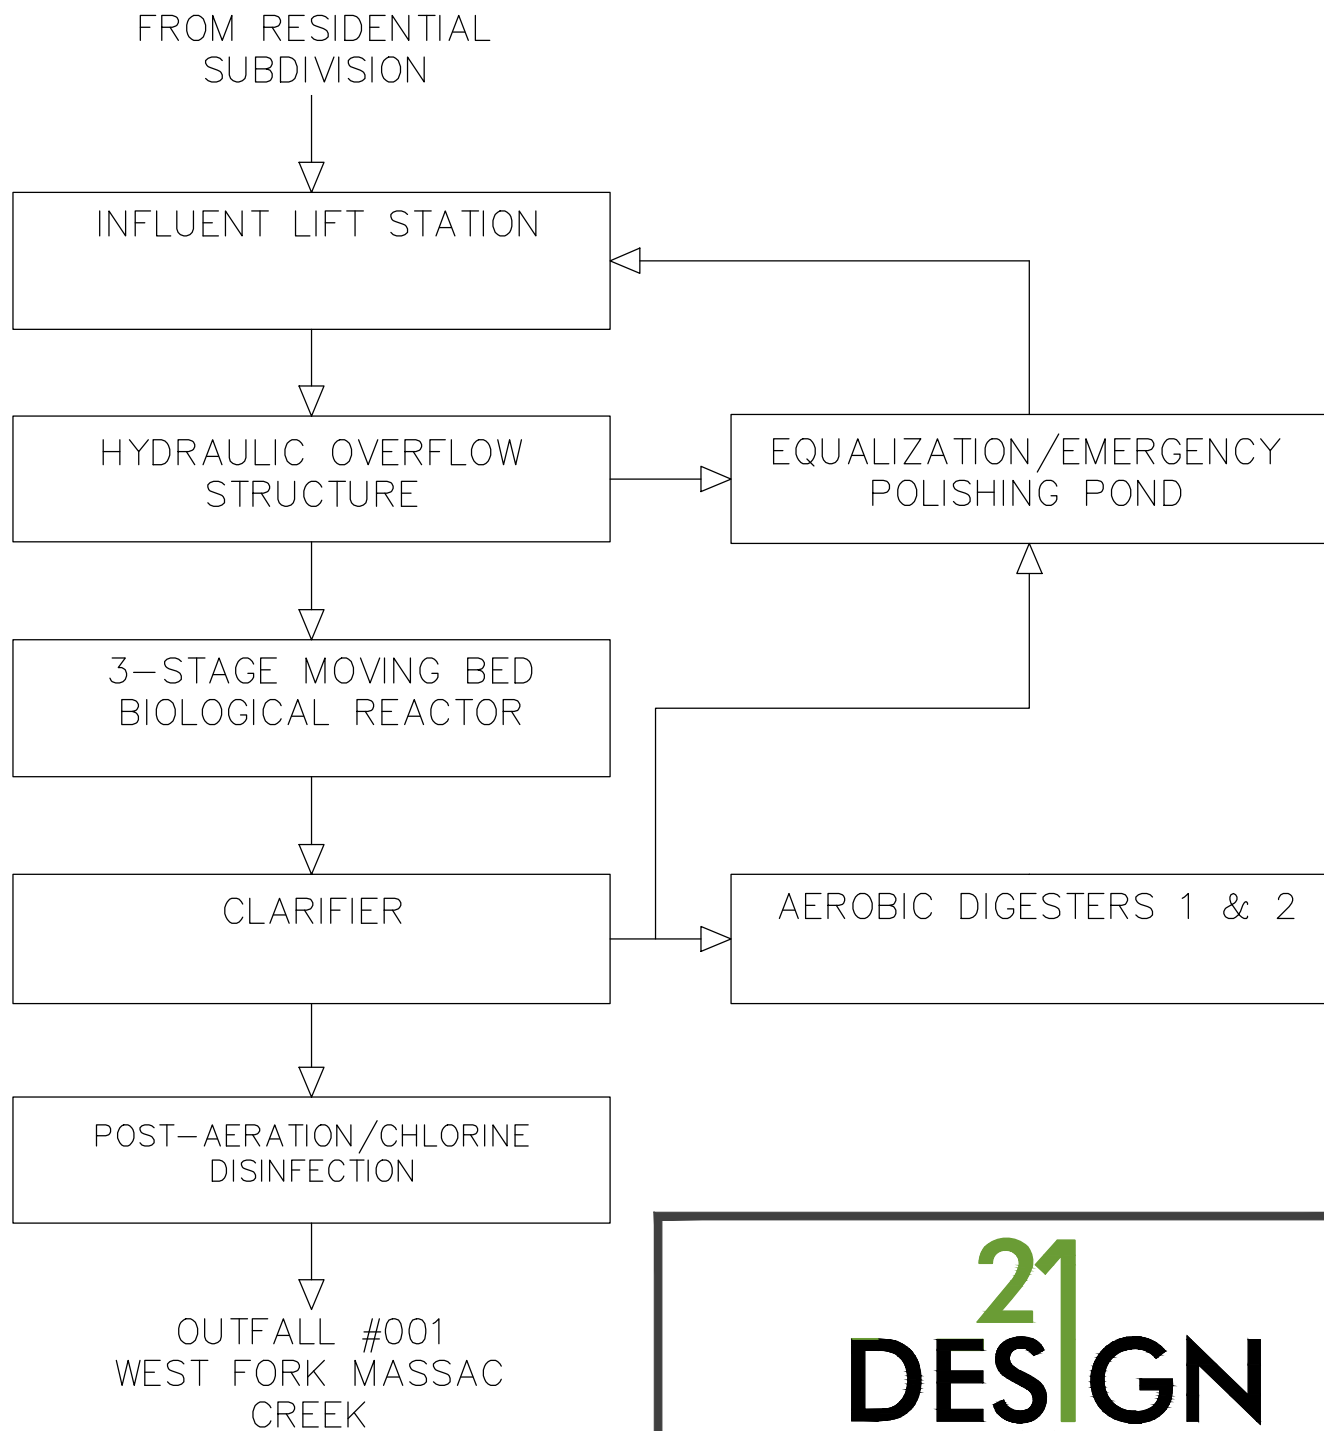 FROM RESIDENTIAL
SUBDIVISION
INFLUENT LIFT STATION
HYDRAULIC OVERFLOW
STRUCTURE
EQUALIZATION/EMERGENCY
POLISHING POND
3-STAGE MOVING BED
BIOLOGICAL REACTOR
CLARIFIER
AEROBIC DIGESTERS 1 & 2
POST-AERATION/CHLORINE
DISINFECTION
OUTFALL #001
WEST FORK MASSAC
CREEK
21
DESIGN